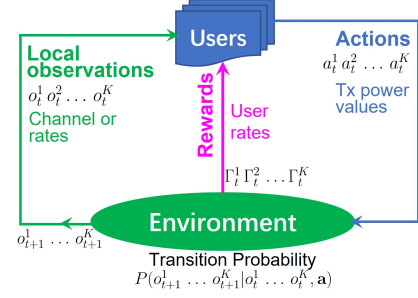 Users
Local
observations
o_t^1 o_t^2 ... o_t^K
Channel or
rates
Actions
a_t^1 a_t^2 ... a_t^K
Tx power
values
Rewards
User
rates
Γ_t^1 Γ_t^2 ... Γ_t^K
Environment
o_{t+1}^1 ... o_{t+1}^K
Transition Probability
P(o_{t+1}^1 ... o_{t+1}^K|o_t^1 ... o_t^K, a)